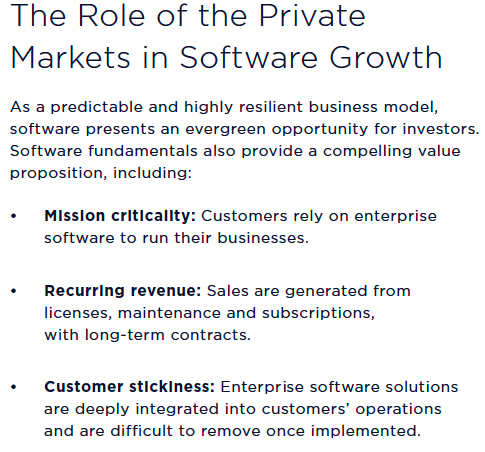 The Role of the Private
Markets in Software Growth
As a predictable and highly resilient business model,
software presents an evergreen opportunity for investors.
Software fundamentals also provide a compelling value
proposition, including:
• Mission criticality: Customers rely on enterprise
software to run their businesses.
• Recurring revenue: Sales are generated from
licenses, maintenance and subscriptions,
with long-term contracts.
• Customer stickiness: Enterprise software solutions
are deeply integrated into customers’ operations
and are difficult to remove once implemented.